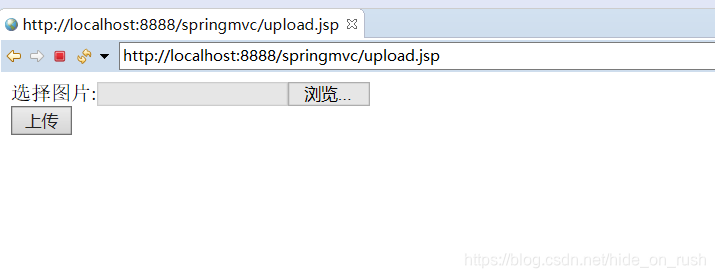 http://localhost:8888/springmvc/upload.jsp
http://localhost:8888/springmvc/upload.jsp
选择图片: 浏览...
上传
https://blog.csdn.net/hide_on_rush